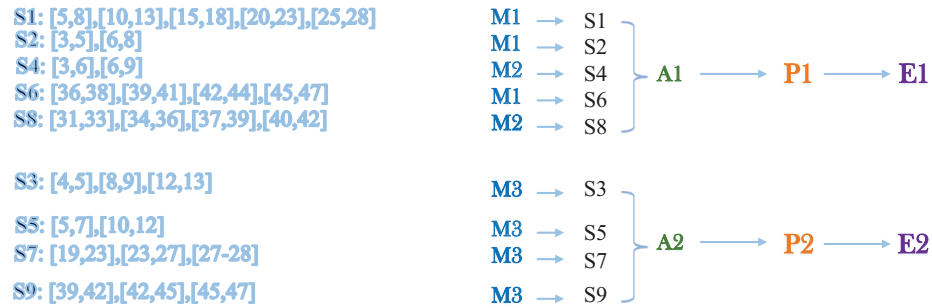 S1: [5,8],[10,13],[15,18],[20,23],[25,28] M1 S1
S2: [3,5],[6,8] M1 S2
S4: [3,6],[6,9] M2 S4 A1 P1 E1
S6: [36,38],[39,41],[42,44],[45,47] M1 S6
S8: [31,33],[34,36],[37,39],[40,42] M2 S8
S3: [4,5],[8,9],[12,13] M3 S3
S5: [5,7],[10,12] M3 S5 A2 P2 E2
S7: [19,23],[23,27],[27-28] M3 S7
S9: [39,42],[42,45],[45,47] M3 S9